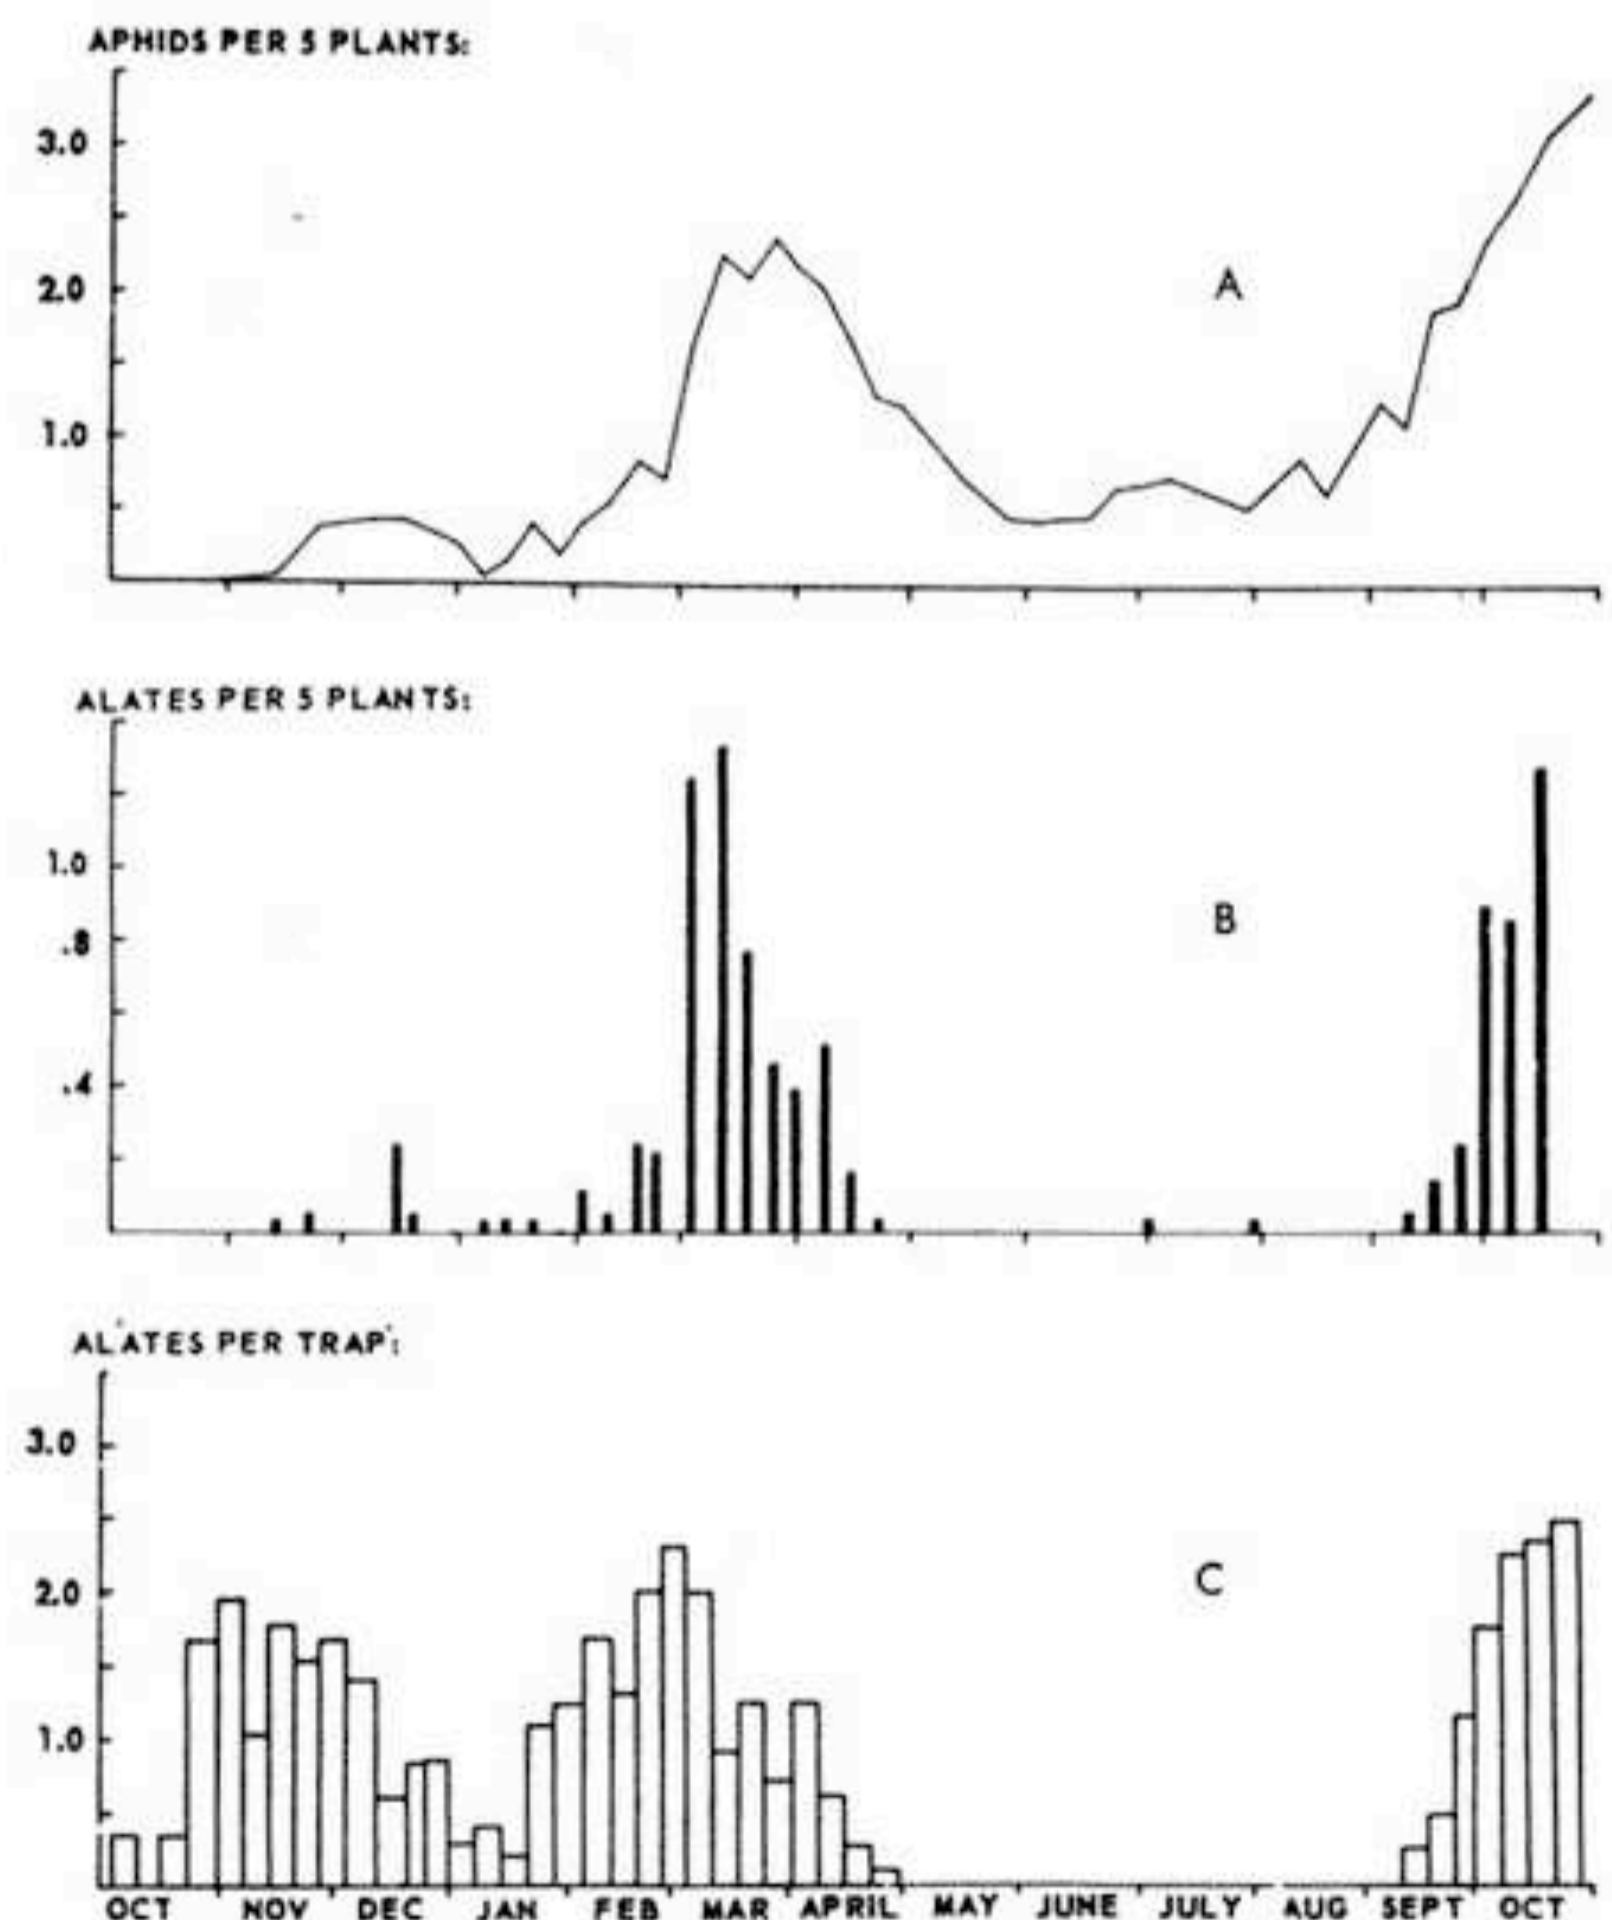 APHIDS PER 5 PLANTS:
3.0
2.0
1.0
A
ALATES PER 5 PLANTS:
1.0
.8
.4
B
ALATES PER TRAP:
3.0
2.0
1.0
C
OCT NOV DEC JAN FEB MAR APRIL MAY JUNE JULY AUG SEPT OCT